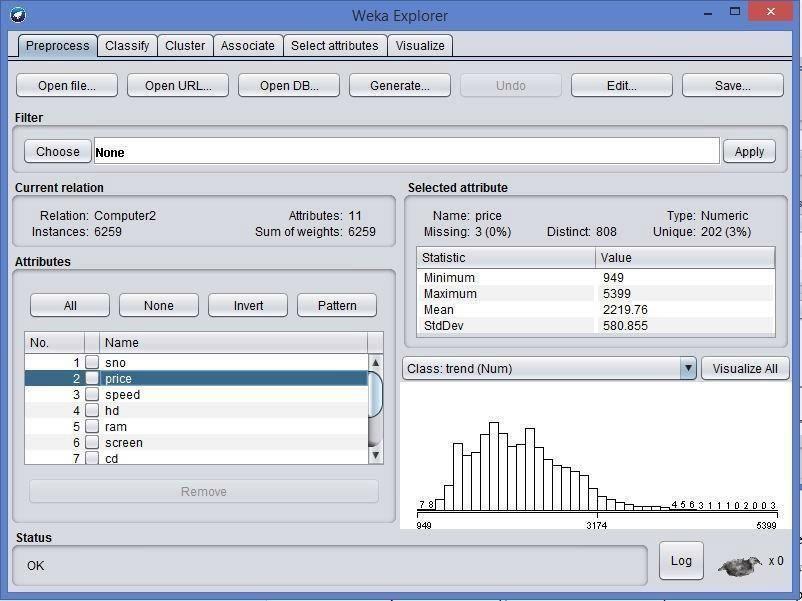 Weka Explorer
Preprocess Classify Cluster Associate Select attributes Visualize
Open file... Open URL... Open DB... Generate... Undo Edit... Save...
Filter
Choose None Apply
Current relation
Relation: Computer2 Attributes: 11
Instances: 6259 Sum of weights: 6259
Attributes
All None Invert Pattern
No. Name
1 sno
2 price
3 speed
4 hd
5 ram
6 screen
7 cd
Remove
Selected attribute
Name: price Type: Numeric
Missing: 3 (0%) Distinct: 808 Unique: 202 (3%)
Statistic Value
Minimum 949
Maximum 5399
Mean 2219.76
StdDev 580.855
Class: trend (Num) Visualize All
7 8 4 5 6 3 1 1 1 0 2 0 0 3
949 3174 5399
Status
OK Log x 0